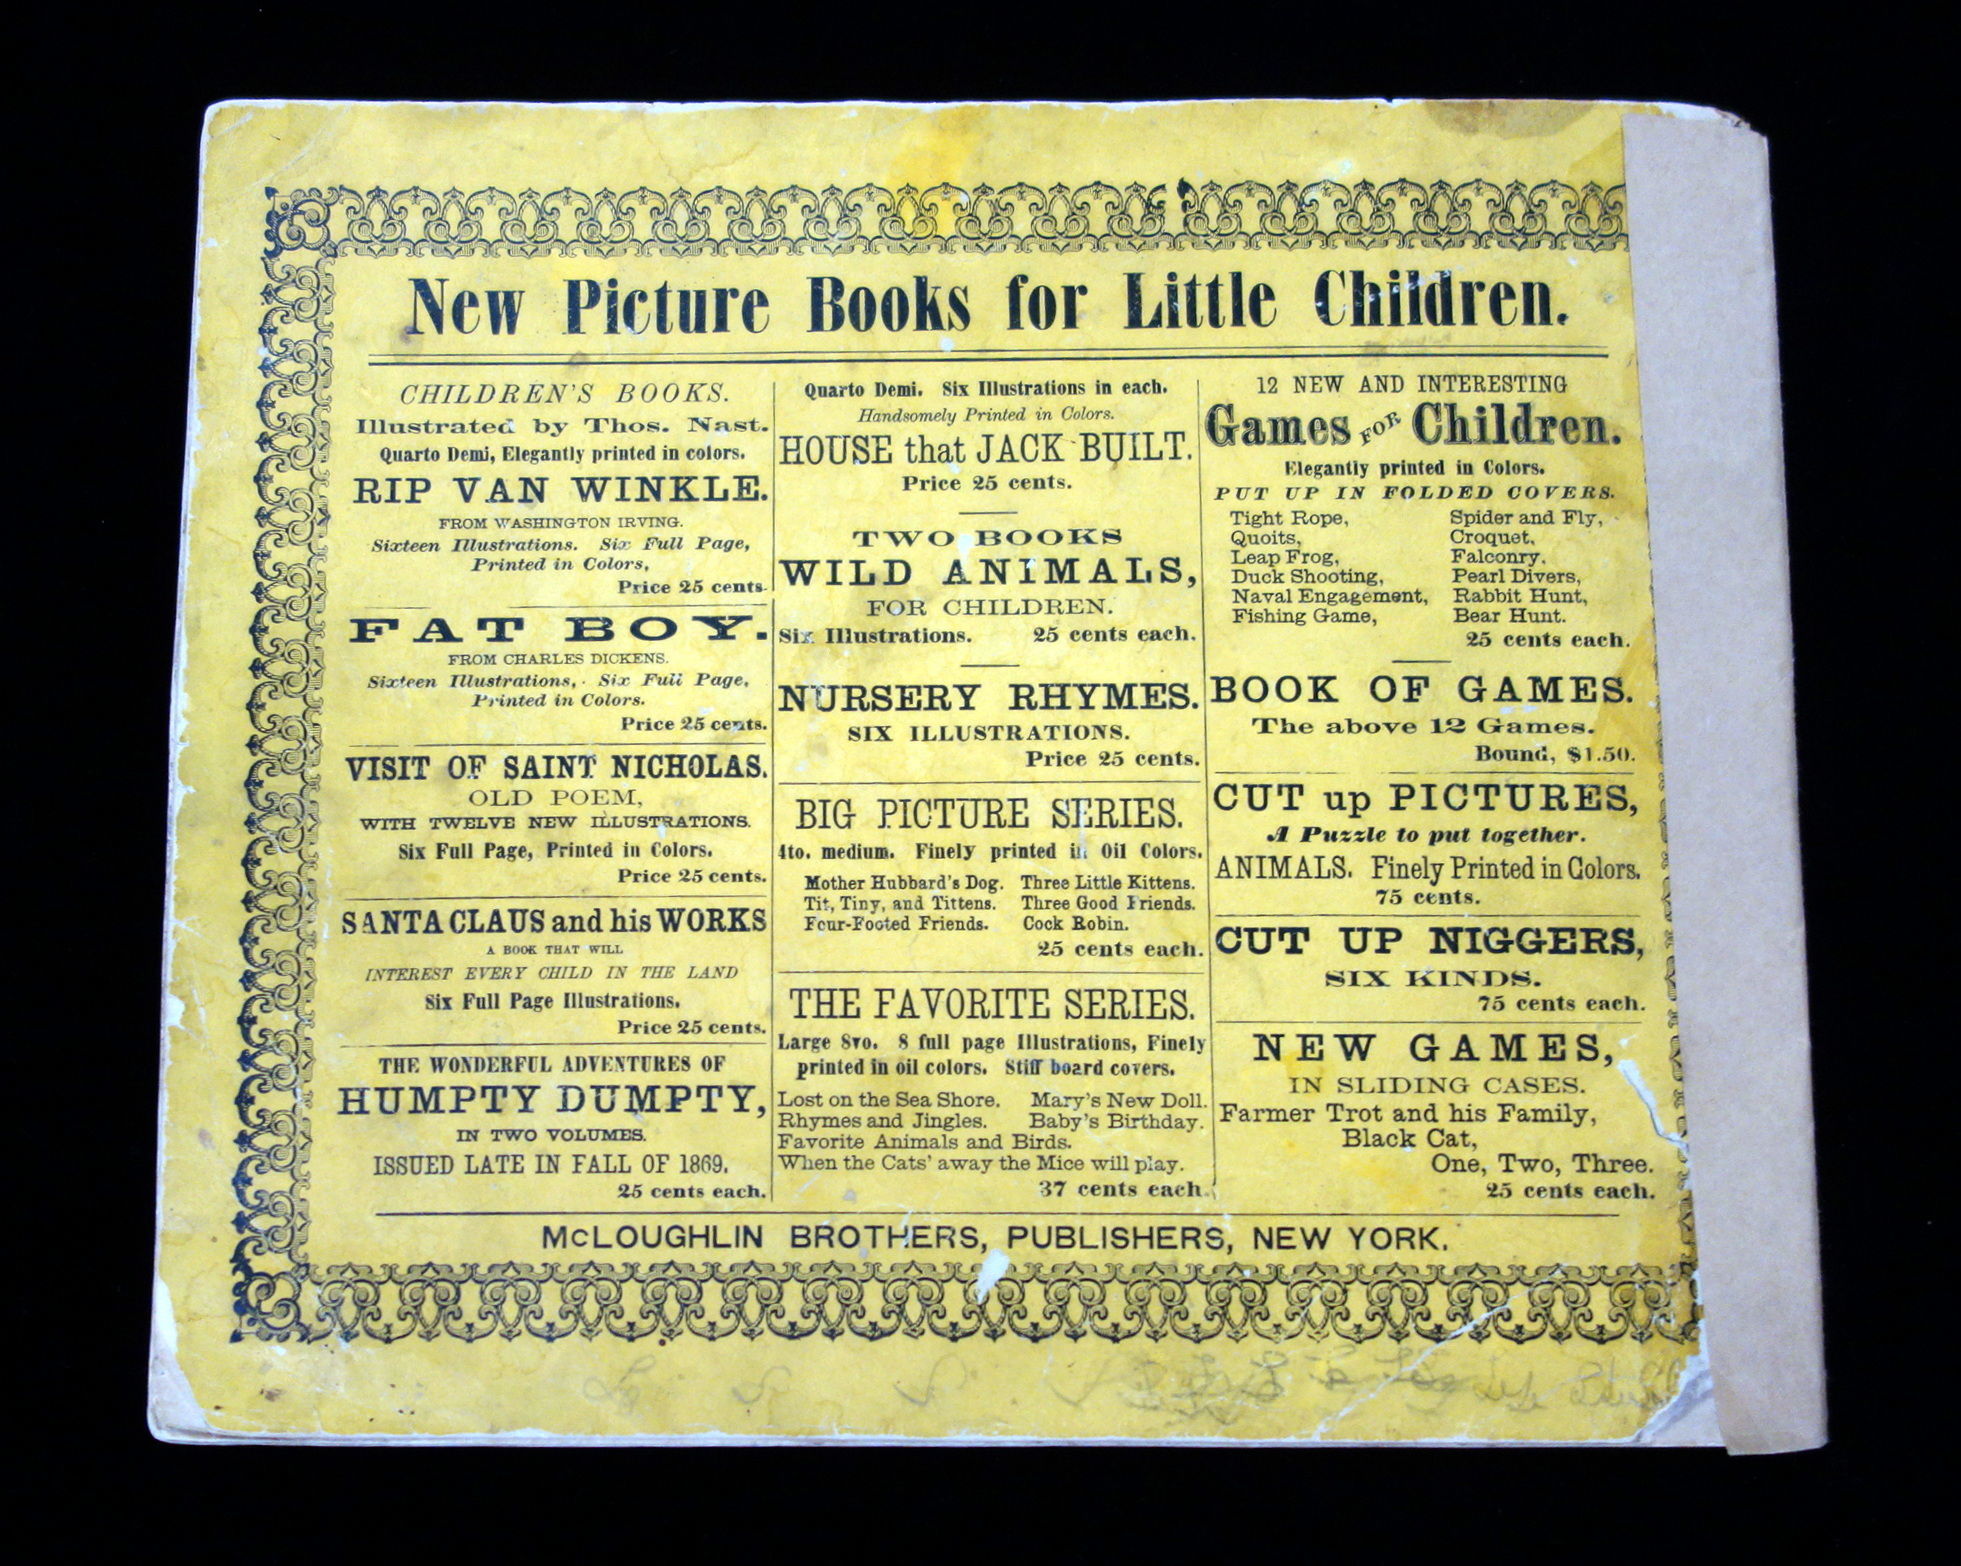 New Picture Books for Little Children.
CHILDREN'S BOOKS.
Illustrated by Thos. Nast.
Quarto Demi, Elegantly printed in colors.
RIP VAN WINKLE.
FROM WASHINGTON IRVING.
Sixteen Illustrations. Six Full Page,
Printed in Colors,
Price 25 cents.
FAT BOY.
FROM CHARLES DICKENS.
Sixteen Illustrations, Six Full Page,
Printed in Colors.
Price 25 cents.
VISIT OF SAINT NICHOLAS.
OLD POEM,
WITH TWELVE NEW ILLUSTRATIONS.
Six Full Page, Printed in Colors.
Price 25 cents.
SANTA CLAUS and his WORKS
A BOOK THAT WILL
INTEREST EVERY CHILD IN THE LAND
Six Full Page Illustrations.
Price 25 cents.
THE WONDERFUL ADVENTURES OF
HUMPTY DUMPTY,
IN TWO VOLUMES.
ISSUED LATE IN FALL OF 1869.
25 cents each.
Quarto Demi. Six Illustrations in each.
Handsomely Printed in Colors.
HOUSE that JACK BUILT.
Price 25 cents.
TWO BOOKS
WILD ANIMALS,
FOR CHILDREN.
Six Illustrations. 25 cents each.
NURSERY RHYMES.
SIX ILLUSTRATIONS.
Price 25 cents.
BIG PICTURE SERIES.
4to. medium. Finely printed in Oil Colors.
Mother Hubbard's Dog. Three Little Kittens.
Tit, Tiny, and Tittens. Three Good Friends.
Four-Footed Friends. Cock Robin.
25 cents each.
THE FAVORITE SERIES.
Large 8vo. 8 full page Illustrations, Finely
printed in oil colors. Stiff board covers.
Lost on the Sea Shore. Mary's New Doll.
Rhymes and Jingles. Baby's Birthday.
Favorite Animals and Birds.
When the Cats' away the Mice will play.
37 cents each.
12 NEW AND INTERESTING
Games FOR Children.
Elegantly printed in Colors.
PUT UP IN FOLDED COVERS.
Tight Rope, Spider and Fly,
Quoits, Croquet,
Leap Frog, Falconry,
Duck Shooting, Pearl Divers,
Naval Engagement, Rabbit Hunt,
Fishing Game, Bear Hunt.
25 cents each.
BOOK OF GAMES.
The above 12 Games.
Bound, $1.50.
CUT up PICTURES,
A Puzzle to put together.
ANIMALS. Finely Printed in Colors.
75 cents.
CUT UP NIGGERS,
SIX KINDS.
75 cents each.
NEW GAMES,
IN SLIDING CASES.
Farmer Trot and his Family,
Black Cat,
One, Two, Three.
25 cents each.
McLOUGHLIN BROTHERS, PUBLISHERS, NEW YORK.